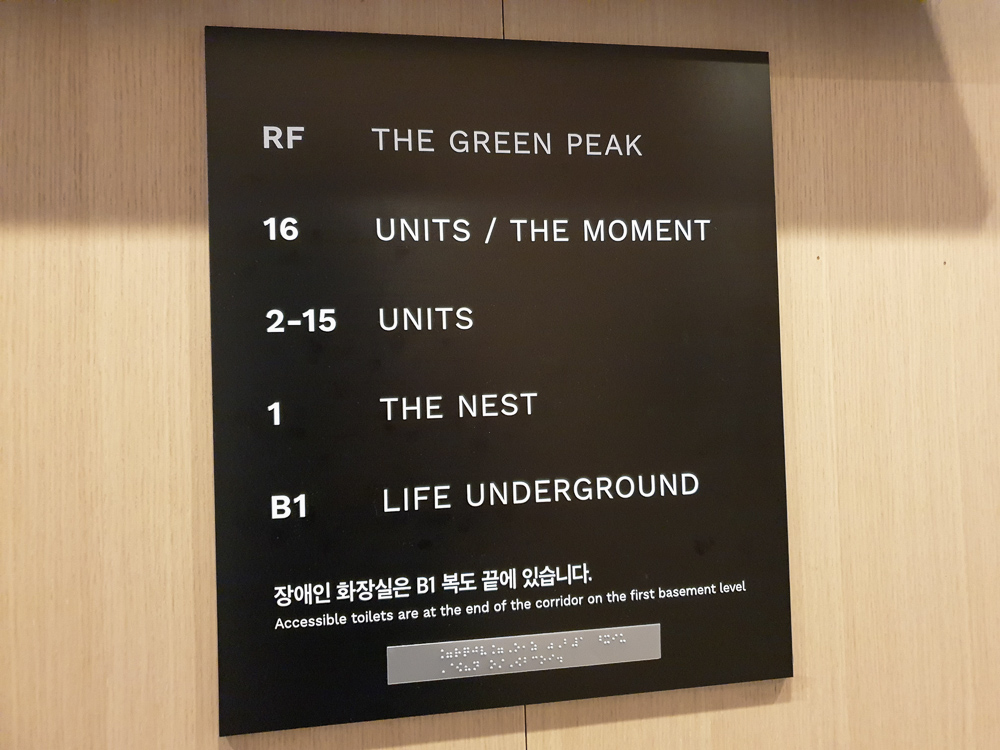 RF THE GREEN PEAK
16 UNITS / THE MOMENT
2-15 UNITS
1 THE NEST
B1 LIFE UNDERGROUND
장애인 화장실은 B1 복도 끝에 있습니다.
Accessible toilets are at the end of the corridor on the first basement level